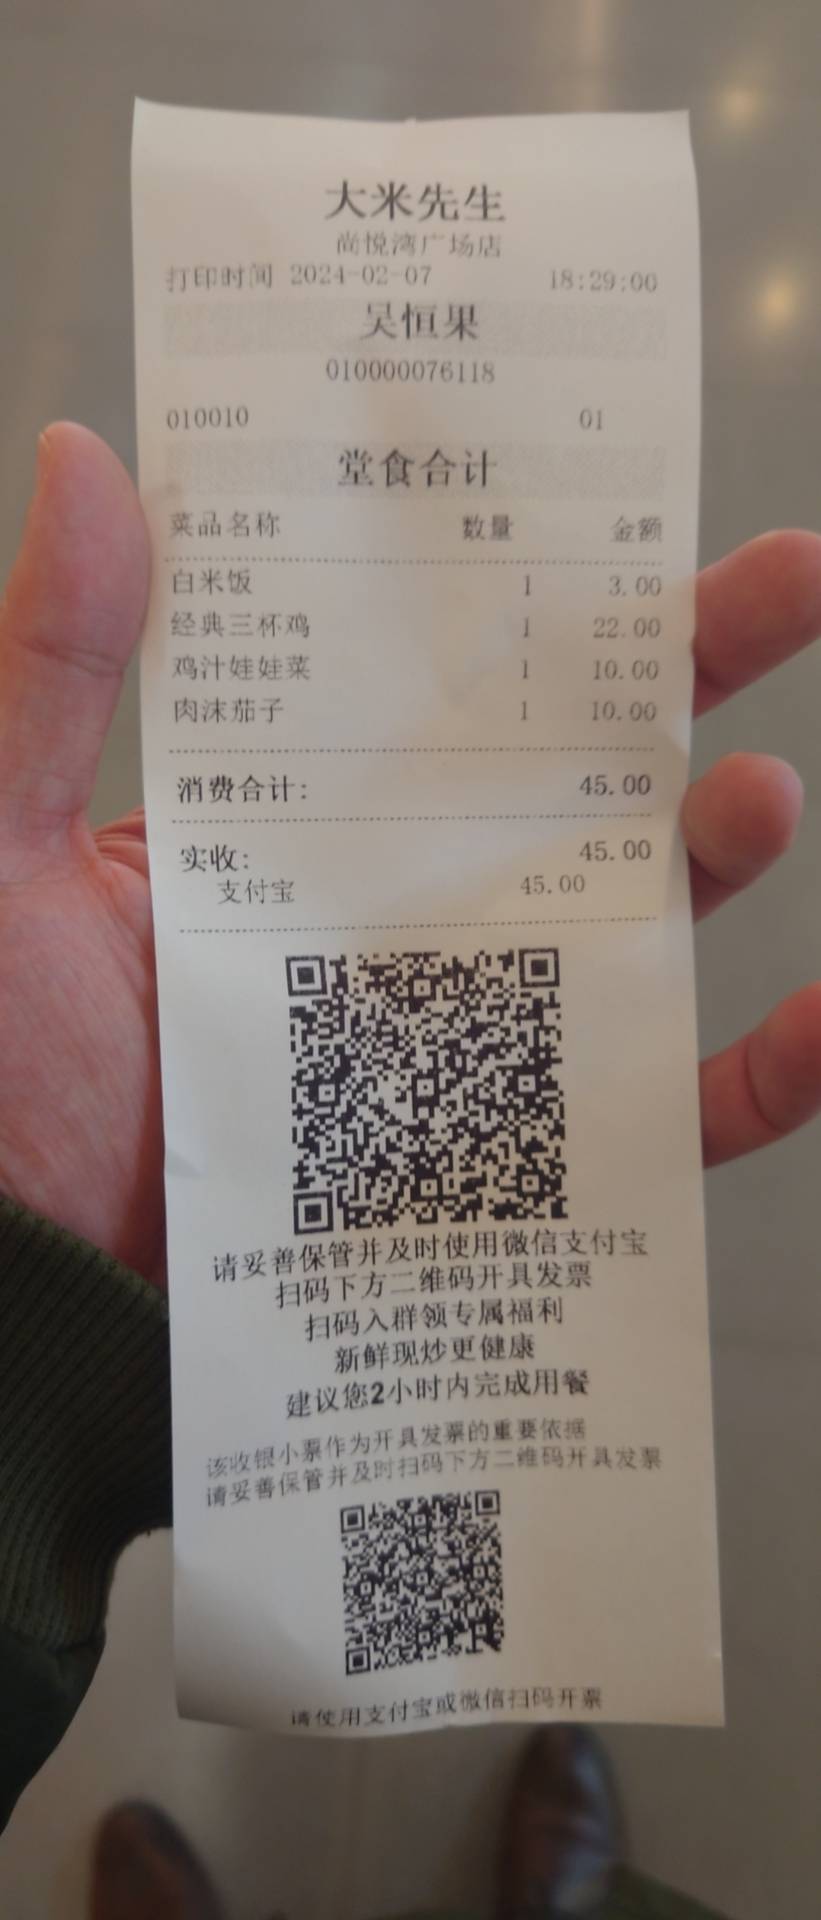 大米先生
尚悦湾广场店
打印时间 2024-02-07 18:29:00
吴恒果
010000076118
010010 01
堂食合计
菜品名称 数量 金额
白米饭 1 3.00
经典三杯鸡 1 22.00
鸡汁娃娃菜 1 10.00
肉沫茄子 1 10.00
消费合计: 45.00
实收: 45.00
支付宝 45.00
请妥善保管并及时使用微信支付宝
扫码下方二维码开具发票
扫码入群领专属福利
新鲜现炒更健康
建议您2小时内完成用餐
该收银小票作为开具发票的重要依据
请妥善保管并及时扫码下方二维码开具发票
请使用支付宝或微信扫码开票